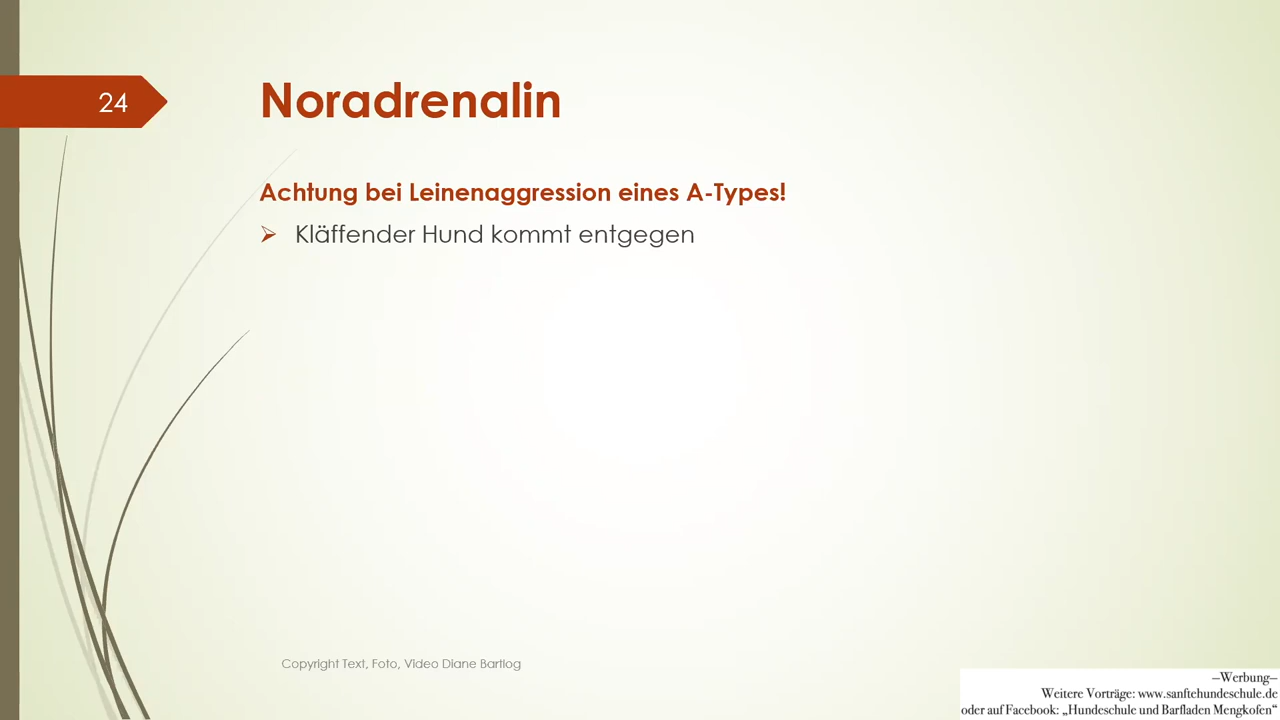 24
Noradrenalin
Achtung bei Leinenaggression eines A-Types!
Kläffender Hund kommt entgegen
Copyright Text, Foto, Video Diane Bartlog
—Werbung—
Weitere Vorträge: www.sanftehundeschule.de
oder auf Facebook: „Hundeschule und Barfladen Mengkofen“